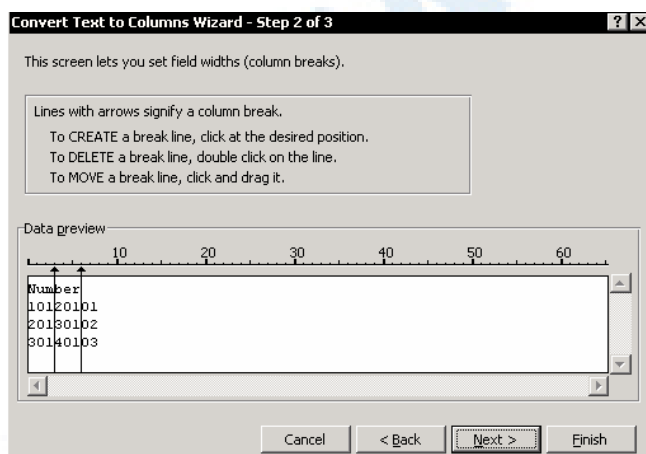 Convert Text to Columns Wizard - Step 2 of 3
This screen lets you set field widths (column breaks).
Lines with arrows signify a column break.
To CREATE a break line, click at the desired position.
To DELETE a break line, double click on the line.
To MOVE a break line, click and drag it.
Data preview
10 20 30 40 50 60
Number
10120101
20130102
30140103
Cancel < Back Next > Finish